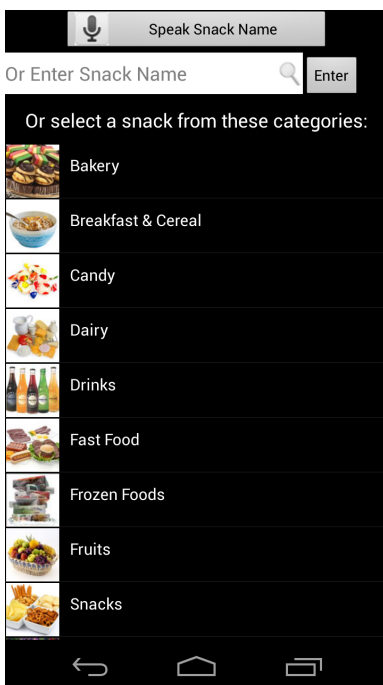 Speak Snack Name
Or Enter Snack Name
Enter
Or select a snack from these categories:
Bakery
Breakfast & Cereal
Candy
Dairy
Drinks
Fast Food
Frozen Foods
Fruits
Snacks